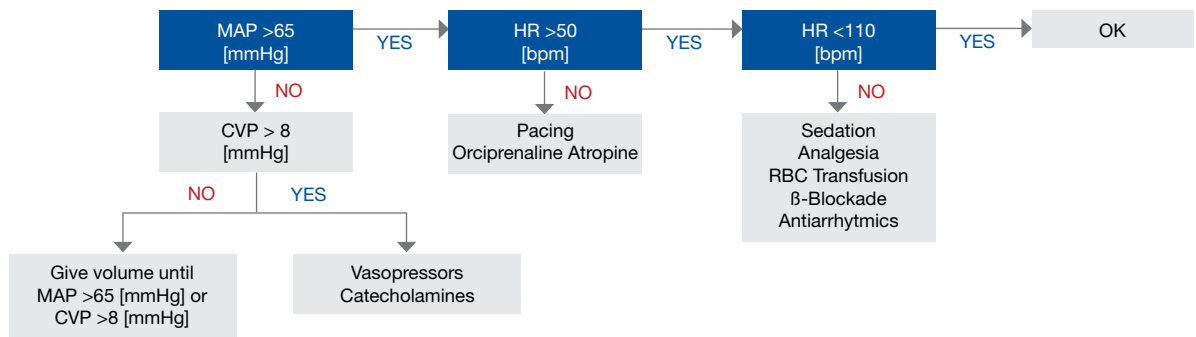 MAP >65
[mmHg]
YES
HR >50
[bpm]
YES
HR <110
[bpm]
YES
OK
NO
NO
NO
CVP > 8
[mmHg]
Pacing
Orciprenaline Atropine
Sedation
Analgesia
RBC Transfusion
ß-Blockade
Antiarrhytmics
NO
YES
Give volume until
MAP >65 [mmHg] or
CVP >8 [mmHg]
Vasopressors
Catecholamines